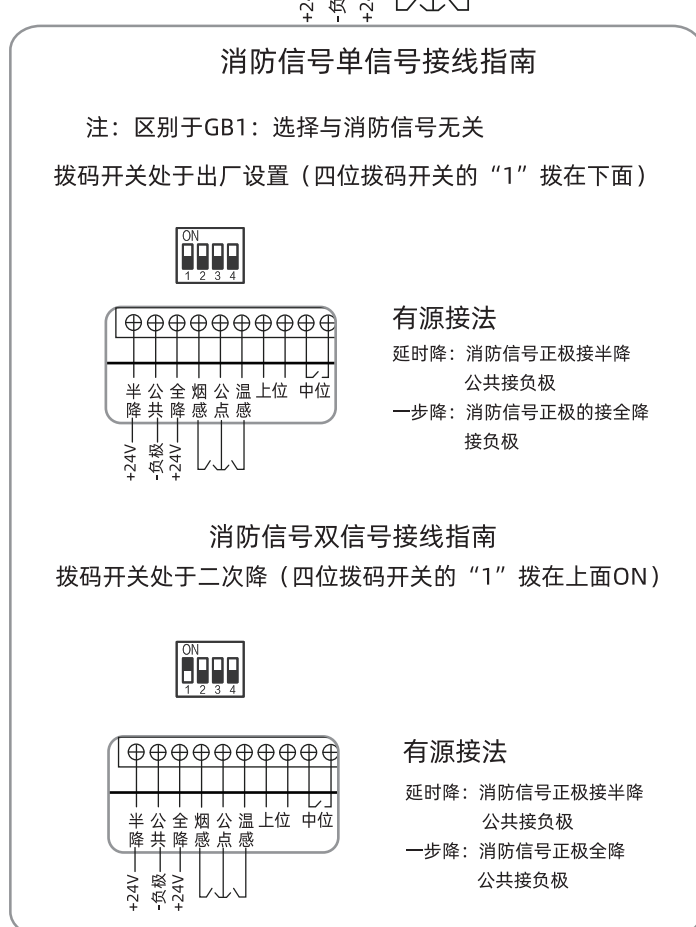 消防信号单信号接线指南
注：区别于GB1：选择与消防信号无关
拨码开关处于出厂设置（四位拨码开关的“1”拨在下面）
ON
1 2 3 4
半降 公共 全降 烟感 公点 温感 上位 中位
+24V -负极 +24V
有源接法
延时降：消防信号正极接半降
公共接负极
一步降：消防信号正极的接全降
接负极
消防信号双信号接线指南
拨码开关处于二次降（四位拨码开关的“1”拨在上面ON）
ON
1 2 3 4
半降 公共 全降 烟感 公点 温感 上位 中位
+24V -负极 +24V
有源接法
延时降：消防信号正极接半降
公共接负极
一步降：消防信号正极全降
公共接负极